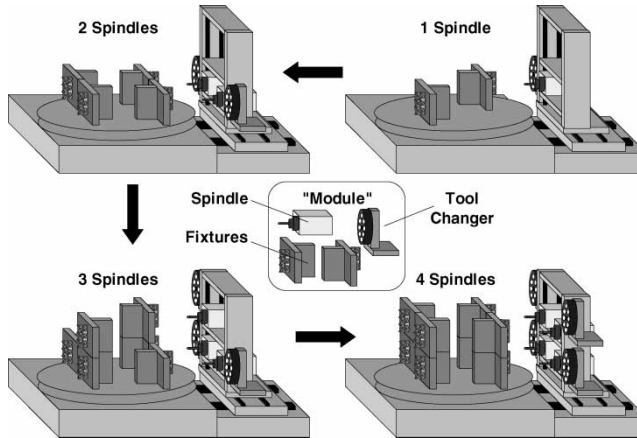 2 Spindles
1 Spindle
Spindle
"Module"
Tool
Changer
Fixtures
3 Spindles
4 Spindles